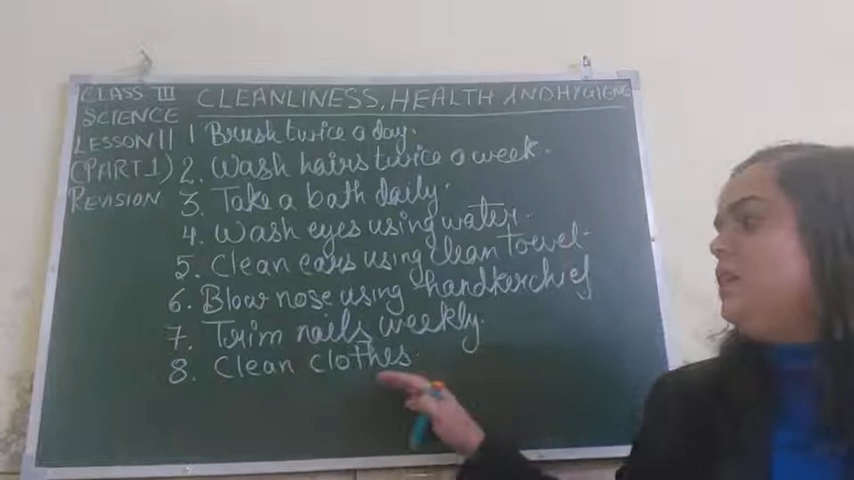 CLASS III
SCIENCE
LESSON 11
(PART 1)
REVISION
CLEANLINESS, HEALTH AND HYGIENE
1 Brush twice a day.
2. Wash hairs twice a week.
3. Take a bath daily.
4. Wash eyes using water.
5. Clean ears using clean towel.
6. Blow nose using handkerchief
7. Trim nails weekly.
8. Clean clothes.